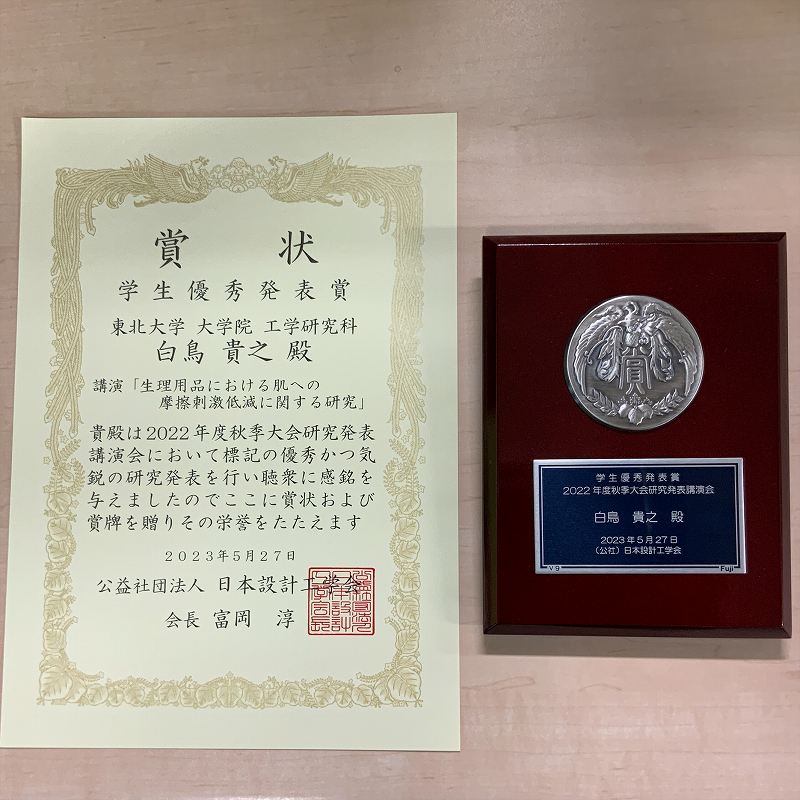 賞 状
学生優秀発表賞
東北大学 大学院 工学研究科
白鳥 貴之 殿
講演「生理用品における肌への
摩擦刺激低減に関する研究」
貴殿は2022年度秋季大会研究発表
講演会において標記の優秀かつ気
鋭の研究発表を行い聴衆に感銘を
与えましたのでここに賞状および
賞牌を贈りその栄誉をたたえます
2023年5月27日
公益社団法人 日本設計工学会
会長 富岡 淳
賞
学生優秀発表賞
2022年度秋季大会研究発表講演会
白鳥 貴之 殿
2023年5月27日
(公社)日本設計工学会
V9
Fuji